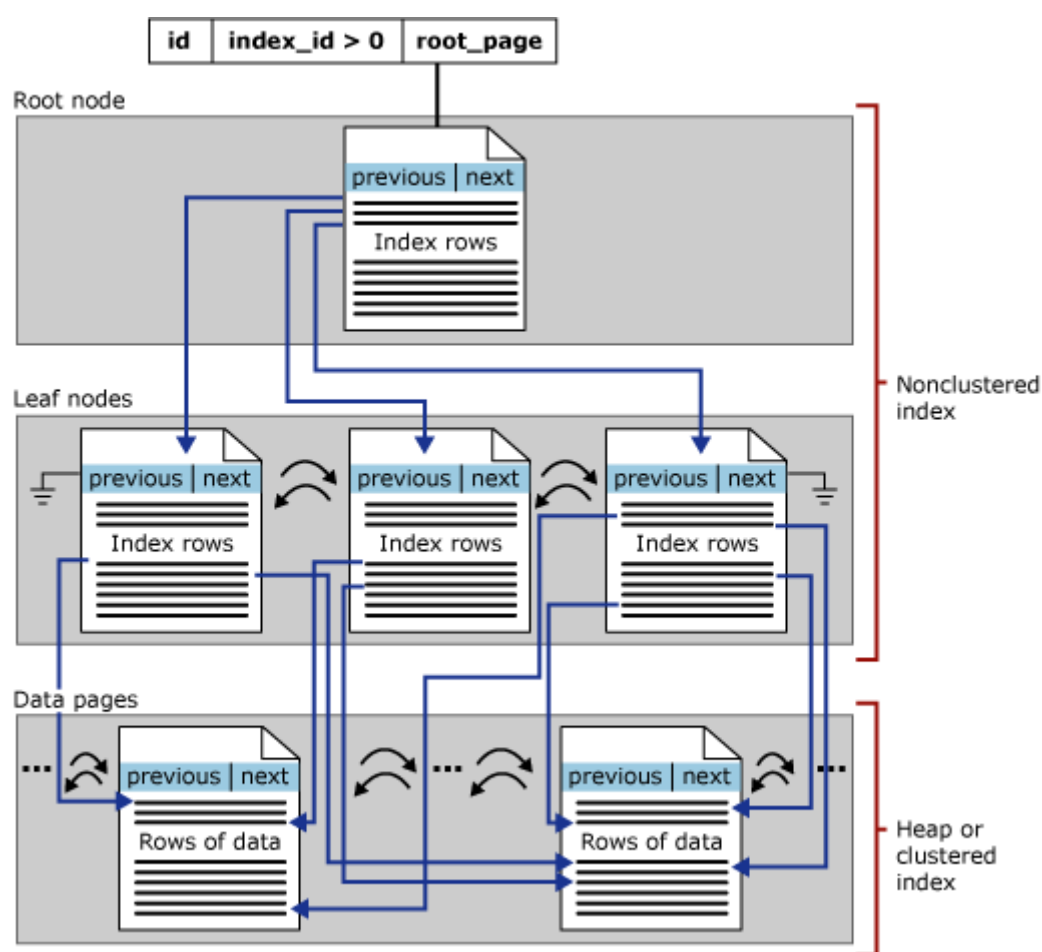 id index_id > 0 root_page
Root node
previous next
Index rows
Nonclustered
index
Leaf nodes
previous next previous next previous next
Index rows Index rows Index rows
Data pages
... ... ...
previous next previous next
Rows of data Rows of data
Heap or
clustered
index